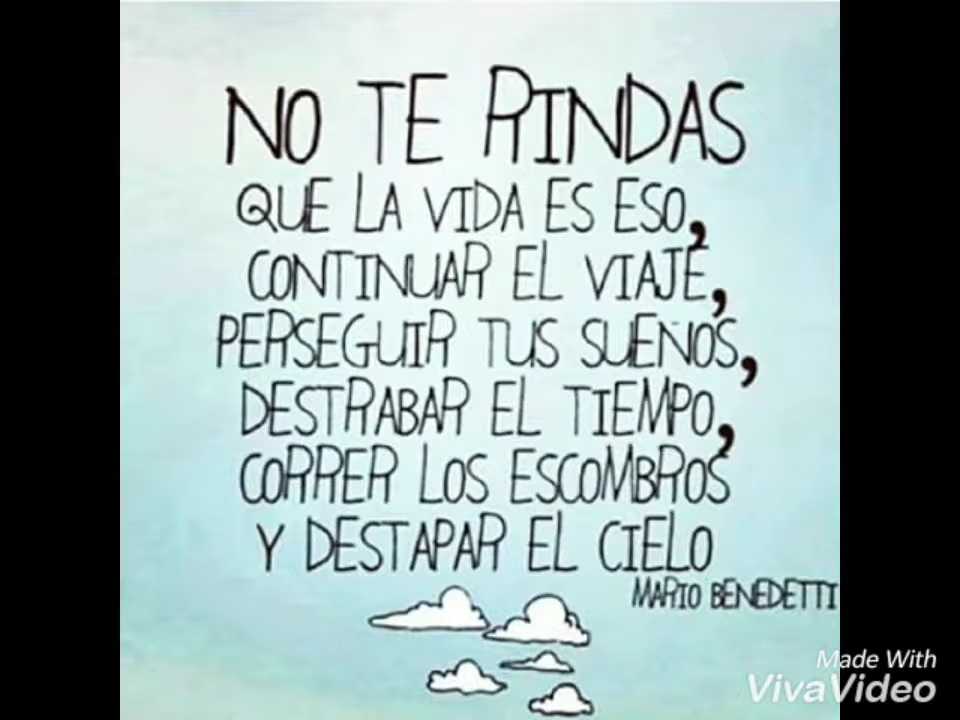 NO TE RINDAS
QUE LA VIDA ES ESO,
CONTINUAR EL VIAJE,
PERSEGUIR TUS SUEÑOS,
DESTRABAR EL TIEMPO,
CORRER LOS ESCOMBROS
Y DESTAPAR EL CIELO
MARIO BENEDETTI
Made With
VivaVideo